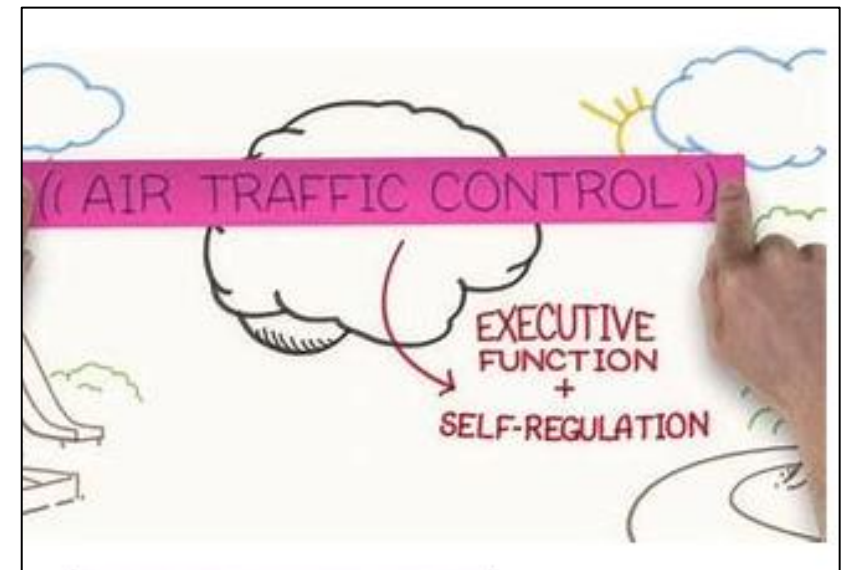 (( AIR TRAFFIC CONTROL ))
EXECUTIVE
FUNCTION
+
SELF-REGULATION